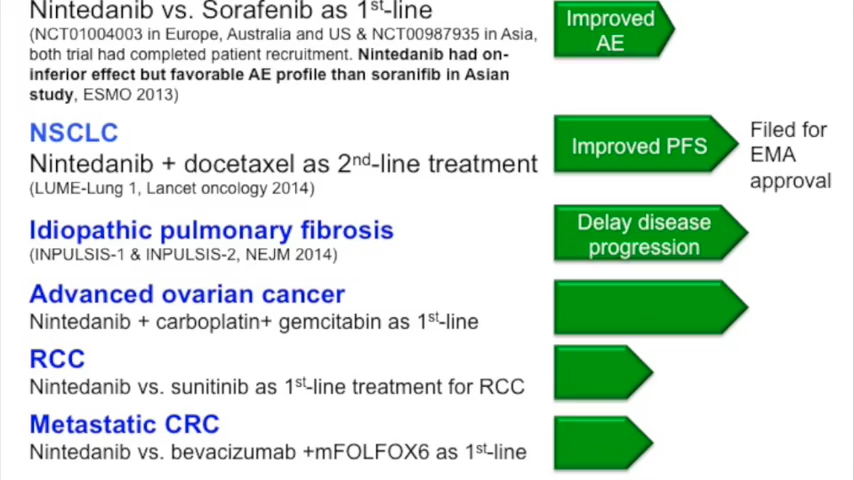 Nintedanib vs. Sorafenib as 1st-line
(NCT01004003 in Europe, Australia and US & NCT00987935 in Asia,
both trial had completed patient recruitment. Nintedanib had on-
inferior effect but favorable AE profile than soranifib in Asian
study, ESMO 2013)
Improved
AE
NSCLC
Nintedanib + docetaxel as 2nd-line treatment
(LUME-Lung 1, Lancet oncology 2014)
Improved PFS
Filed for
EMA
approval
Idiopathic pulmonary fibrosis
(INPULSIS-1 & INPULSIS-2, NEJM 2014)
Delay disease
progression
Advanced ovarian cancer
Nintedanib + carboplatin+ gemcitabin as 1st-line
RCC
Nintedanib vs. sunitinib as 1st-line treatment for RCC
Metastatic CRC
Nintedanib vs. bevacizumab +mFOLFOX6 as 1st-line